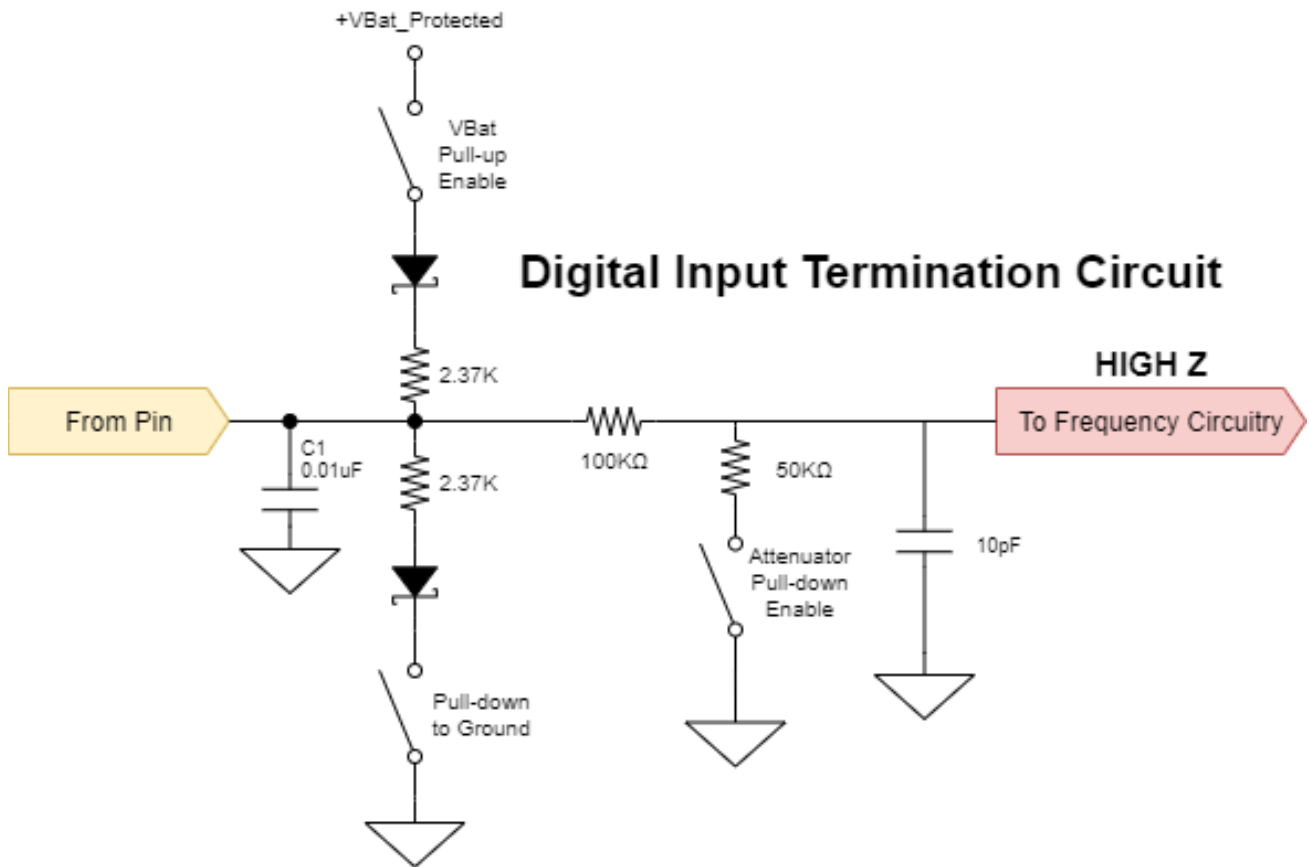 +VBat_Protected
VBat
Pull-up
Enable
Digital Input Termination Circuit
2.37K
HIGH Z
From Pin
To Frequency Circuitry
C1
0.01uF
2.37K
100KΩ
50KΩ
Attenuator
Pull-down
Enable
10pF
Pull-down
to Ground